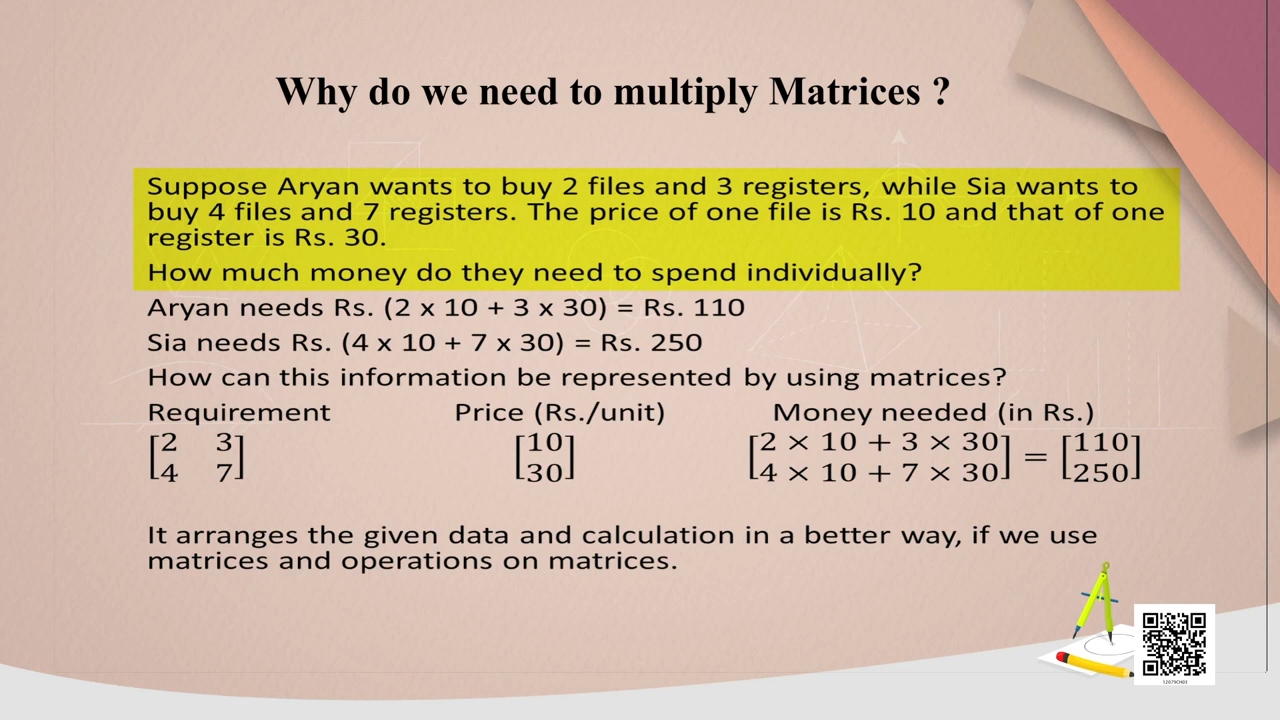 Why do we need to multiply Matrices ?
Suppose Aryan wants to buy 2 files and 3 registers, while Sia wants to
buy 4 files and 7 registers. The price of one file is Rs. 10 and that of one
register is Rs. 30.
How much money do they need to spend individually?
Aryan needs Rs. (2 x 10 + 3 x 30) = Rs. 110
Sia needs Rs. (4 x 10 + 7 x 30) = Rs. 250
How can this information be represented by using matrices?
Requirement Price (Rs./unit) Money needed (in Rs.)
[2 3] [10] [2 × 10 + 3 × 30] = [110]
[4 7] [30] [4 × 10 + 7 × 30] [250]
It arranges the given data and calculation in a better way, if we use
matrices and operations on matrices.